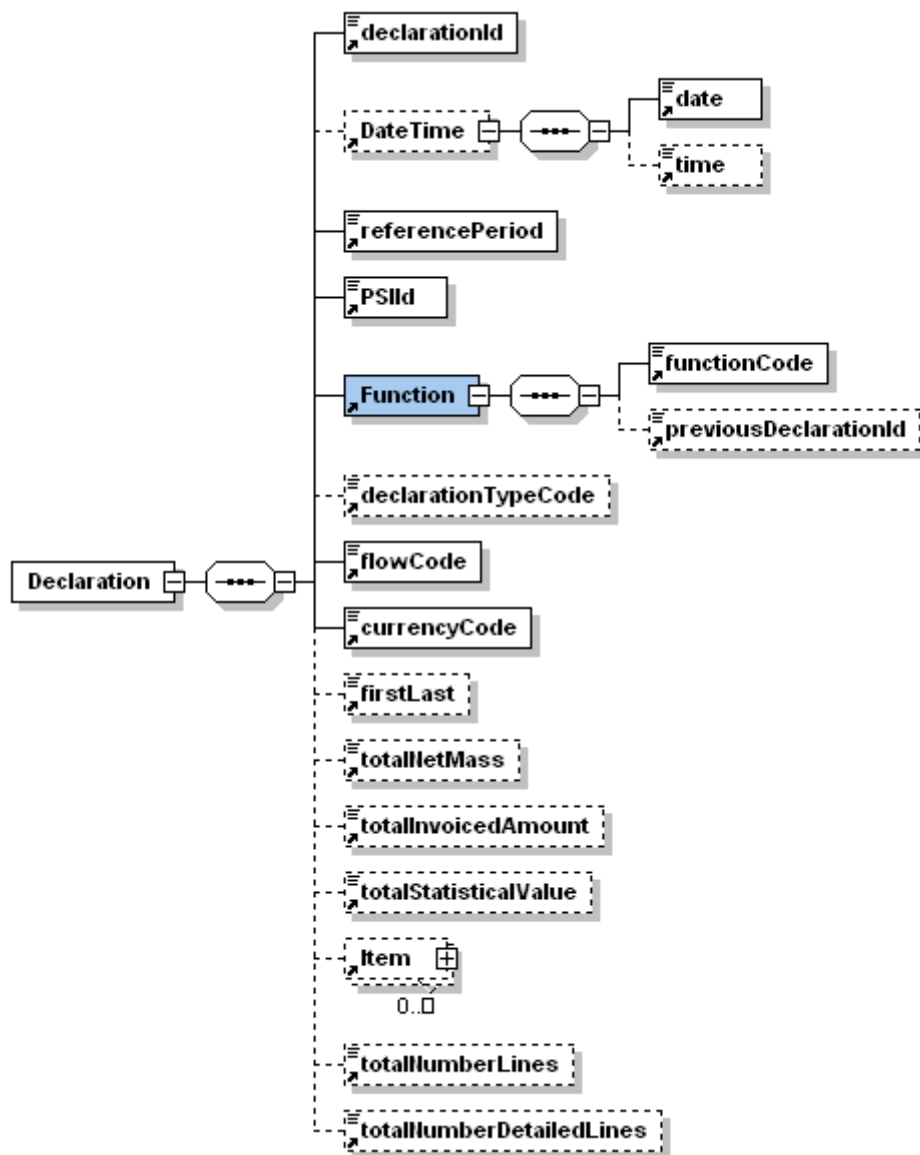 declarationId
DateTime
date
time
referencePeriod
PSIId
Function
functionCode
previousDeclarationId
declarationTypeCode
flowCode
Declaration
currencyCode
firstLast
totalNetMass
totalInvoicedAmount
totalStatisticalValue
Item
0..□
totalNumberLines
totalNumberDetailedLines